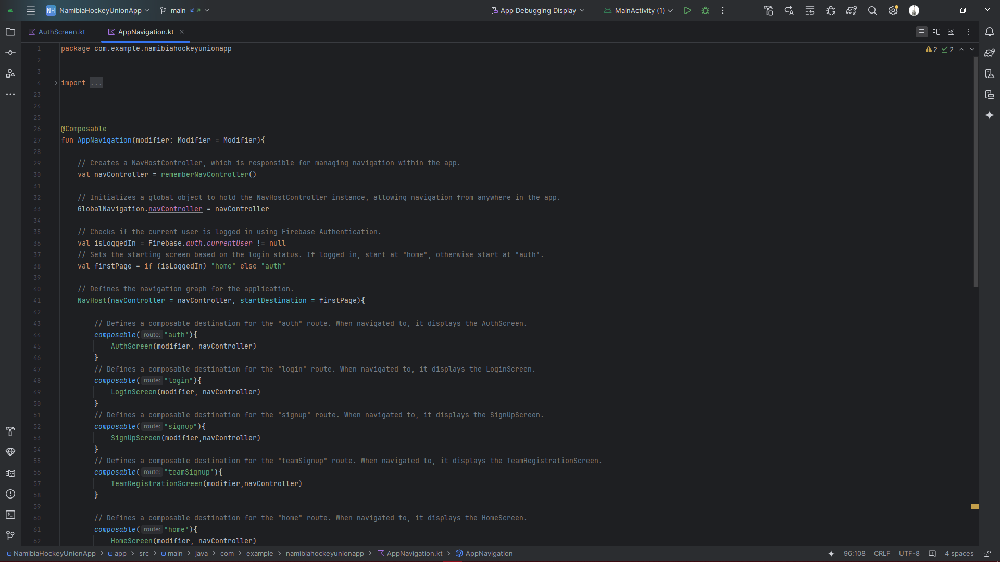 NH NamibiaHockeyUnionApp main App Debugging Display MainActivity (1)
AuthScreen.kt AppNavigation.kt
2 2
1 package com.example.namibiahockeyunionapp
2
3
4 import ...
23
24
25
26 @Composable
27 fun AppNavigation(modifier: Modifier = Modifier){
28
29 // Creates a NavHostController, which is responsible for managing navigation within the app.
30 val navController = rememberNavController()
31
32 // Initializes a global object to hold the NavHostController instance, allowing navigation from anywhere in the app.
33 GlobalNavigation.navController = navController
34
35 // Checks if the current user is logged in using Firebase Authentication.
36 val isLoggedIn = Firebase.auth.currentUser != null
37 // Sets the starting screen based on the login status. If logged in, start at "home", otherwise start at "auth".
38 val firstPage = if (isLoggedIn) "home" else "auth"
39
40 // Defines the navigation graph for the application.
41 NavHost(navController = navController, startDestination = firstPage){
42
43 // Defines a composable destination for the "auth" route. When navigated to, it displays the AuthScreen.
44 composable( route: "auth"){
45 AuthScreen(modifier, navController)
46 }
47 // Defines a composable destination for the "login" route. When navigated to, it displays the LoginScreen.
48 composable( route: "login"){
49 LoginScreen(modifier, navController)
50 }
51 // Defines a composable destination for the "signup" route. When navigated to, it displays the SignUpScreen.
52 composable( route: "signup"){
53 SignUpScreen(modifier,navController)
54 }
55 // Defines a composable destination for the "teamSignup" route. When navigated to, it displays the TeamRegistrationScreen.
56 composable( route: "teamSignup"){
57 TeamRegistrationScreen(modifier,navController)
58 }
59
60 // Defines a composable destination for the "home" route. When navigated to, it displays the HomeScreen.
61 composable( route: "home"){
62 HomeScreen(modifier, navController)
NamibiaHockeyUnionApp > app > src > main > java > com > example > namibiahockeyunionapp > AppNavigation.kt > AppNavigation 96:108 CRLF UTF-8 4 spaces